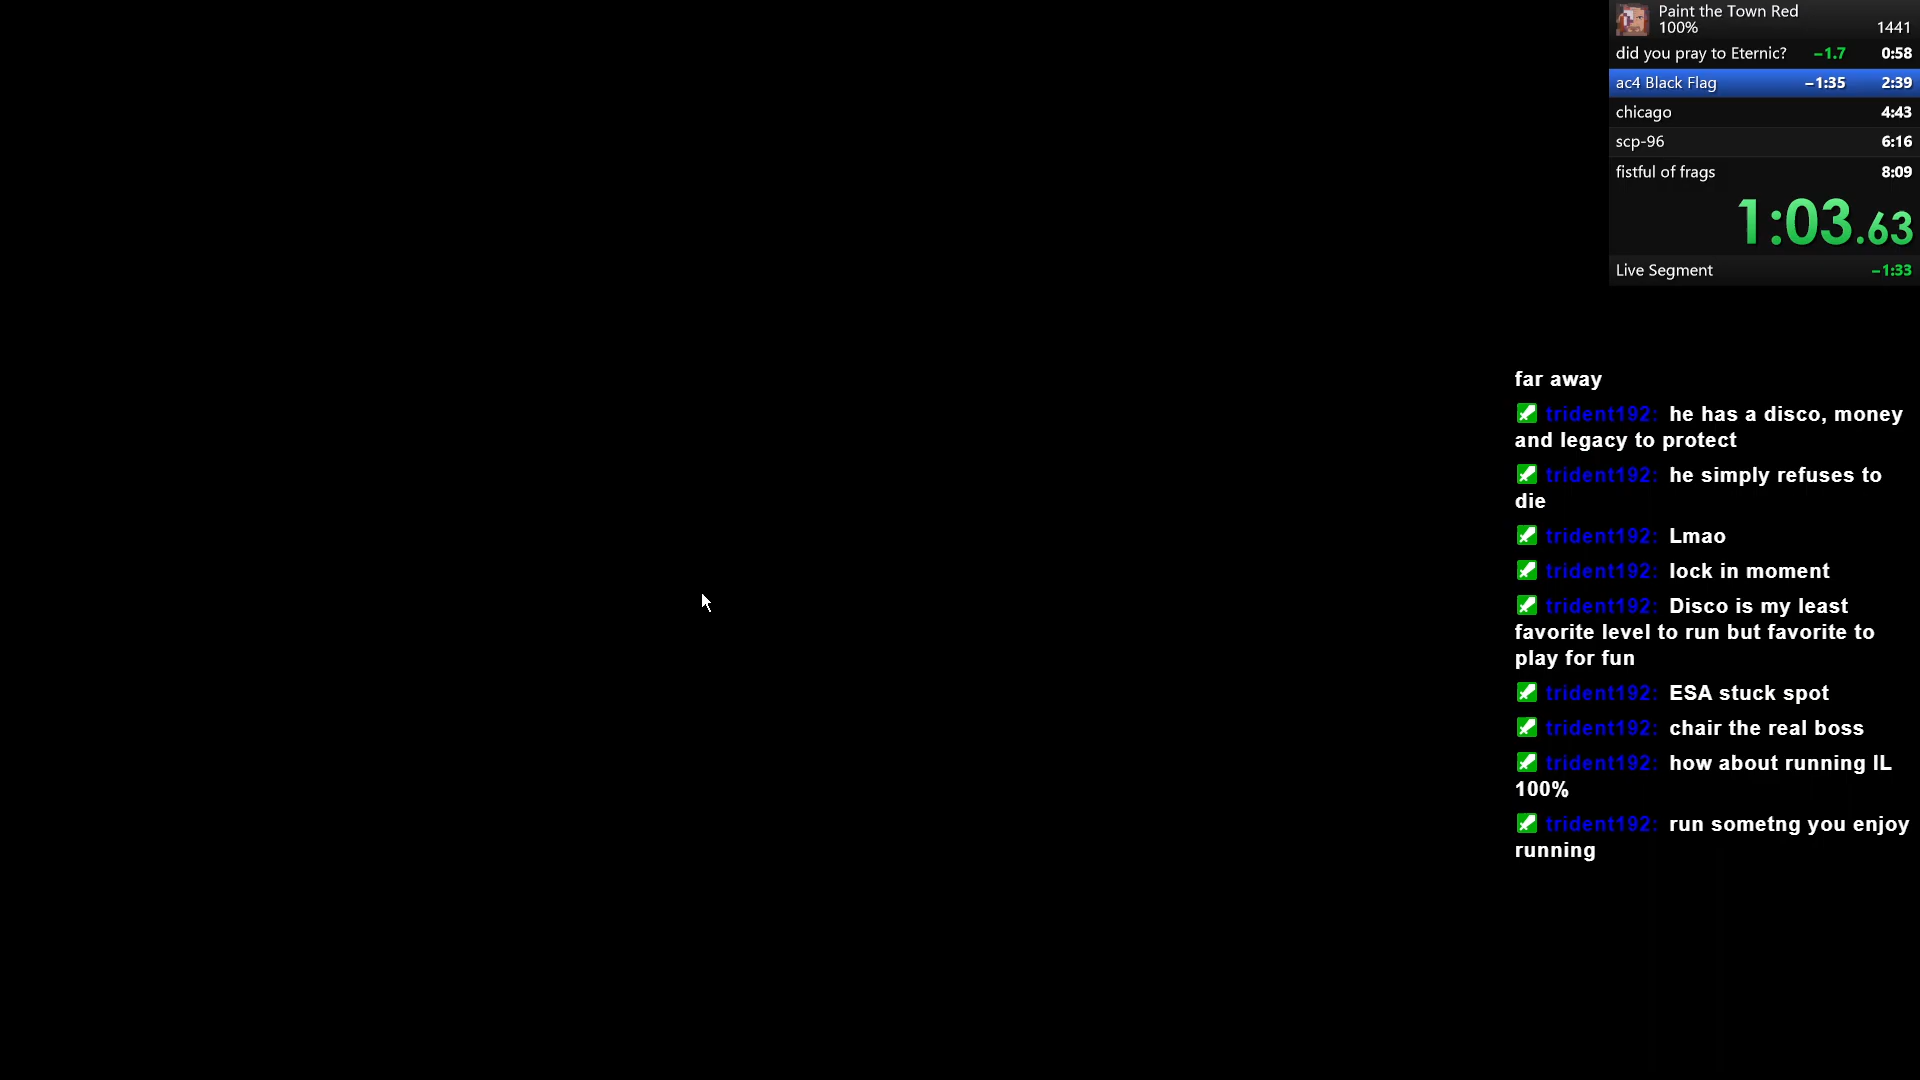 Paint the Town Red
100% 1441
did you pray to Eternic? −1.7 0:58
ac4 Black Flag −1:35 2:39
chicago 4:43
scp-96 6:16
fistful of frags 8:09
1:03.63
Live Segment −1:33
far away
trident192: he has a disco, money
and legacy to protect
trident192: he simply refuses to
die
trident192: Lmao
trident192: lock in moment
trident192: Disco is my least
favorite level to run but favorite to
play for fun
trident192: ESA stuck spot
trident192: chair the real boss
trident192: how about running IL
100%
trident192: run sometng you enjoy
running